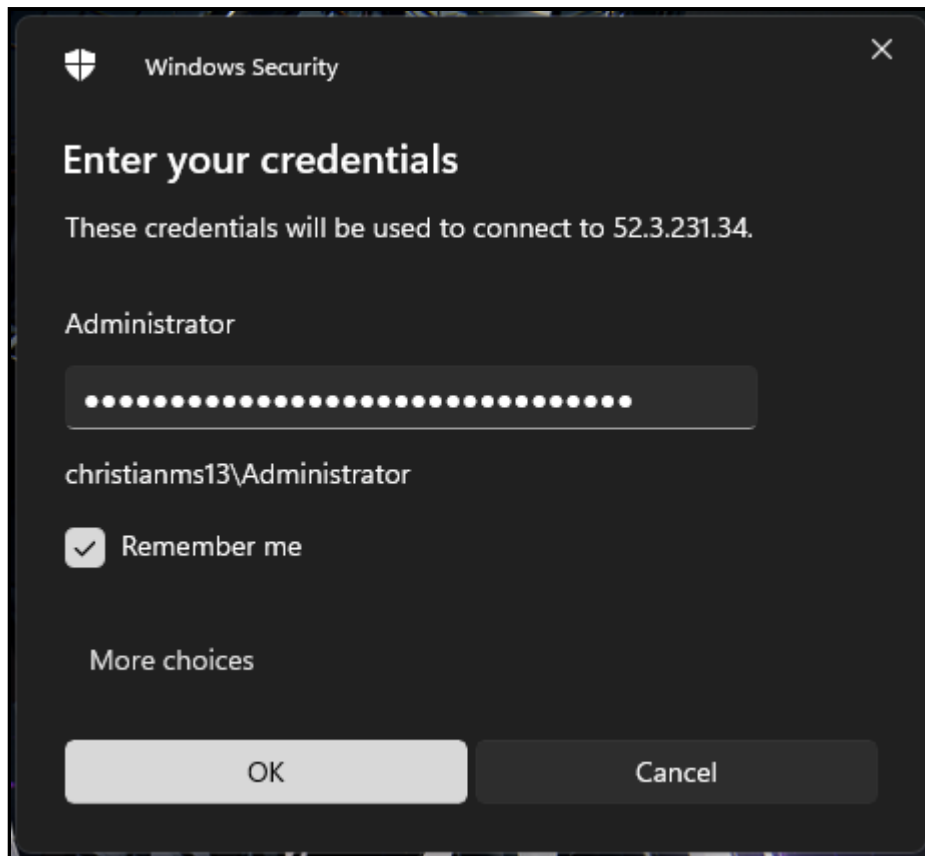 Windows Security
Enter your credentials
These credentials will be used to connect to 52.3.231.34.
Administrator
●●●●●●●●●●●●●●●●●●●●●●●●●●●●●●●●
christianms13\Administrator
Remember me
More choices
OK
Cancel